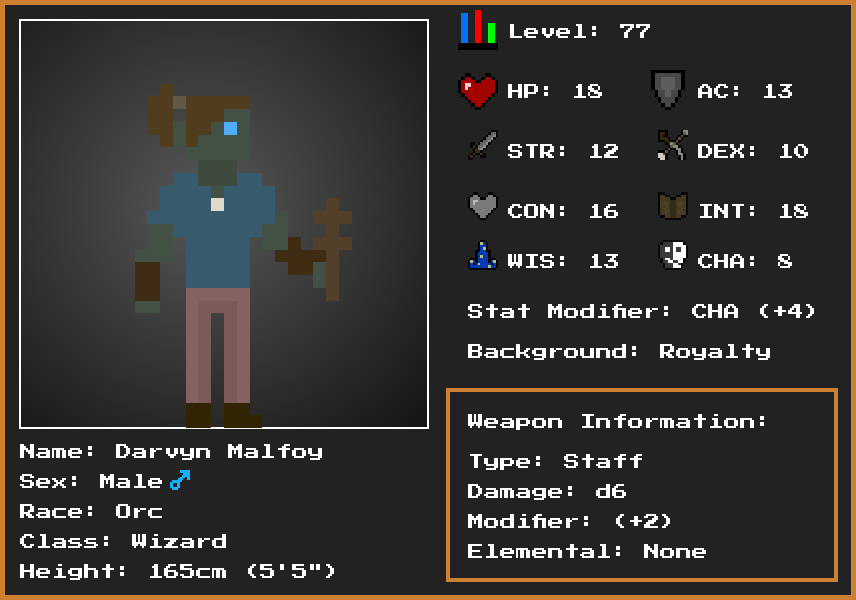 Level: 77
HP: 18 AC: 13
STR: 12 DEX: 10
CON: 16 INT: 18
WIS: 13 CHA: 8
Stat Modifier: CHA (+4)
Background: Royalty
Weapon Information:
Type: Staff
Damage: d6
Modifier: (+2)
Elemental: None
Name: Darvyn Malfoy
Sex: Male ♂
Race: Orc
Class: Wizard
Height: 165cm (5'5")